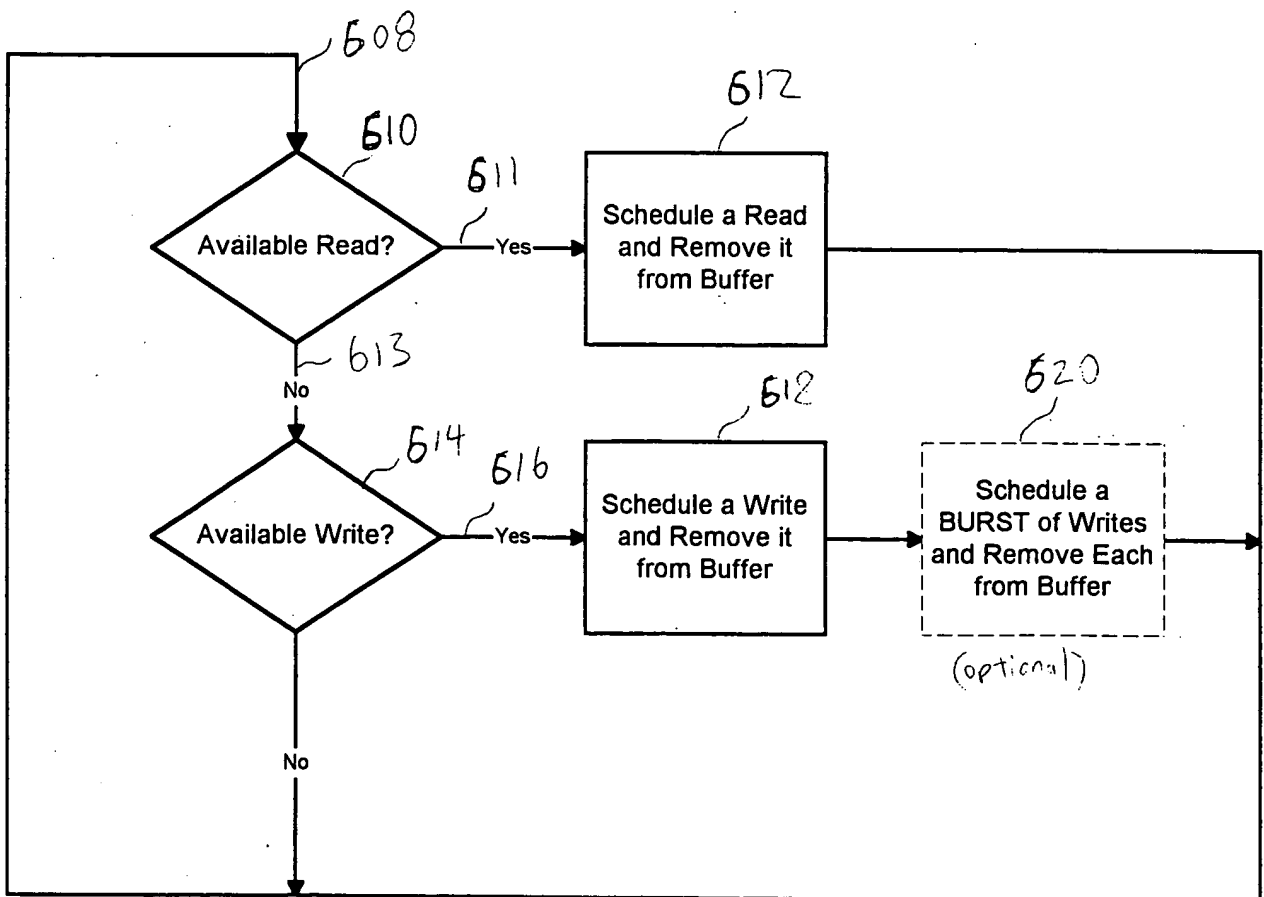 608
612
610
611
Schedule a Read
and Remove it
from Buffer
Available Read?
Yes
613
No
618
620
614
616
Schedule a Write
and Remove it
from Buffer
Schedule a
BURST of Writes
and Remove Each
from Buffer
Available Write?
Yes
(optional)
No